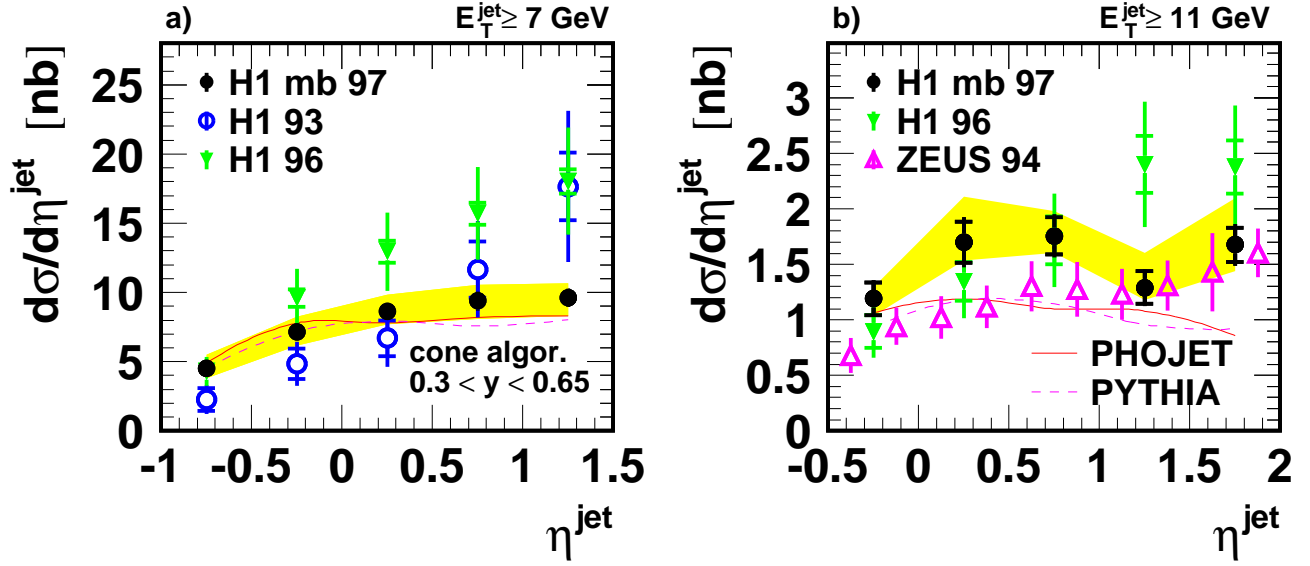 a)
E_T^jet ≥ 7 GeV
dσ/dη^jet [nb]
25
20
15
10
5
0
H1 mb 97
H1 93
H1 96
cone algor.
0.3 < y < 0.65
-1 -0.5 0 0.5 1 1.5
η^jet
b)
E_T^jet ≥ 11 GeV
dσ/dη^jet [nb]
3
2.5
2
1.5
1
0.5
0
H1 mb 97
H1 96
ZEUS 94
PHOJET
PYTHIA
-0.5 0 0.5 1 1.5 2
η^jet